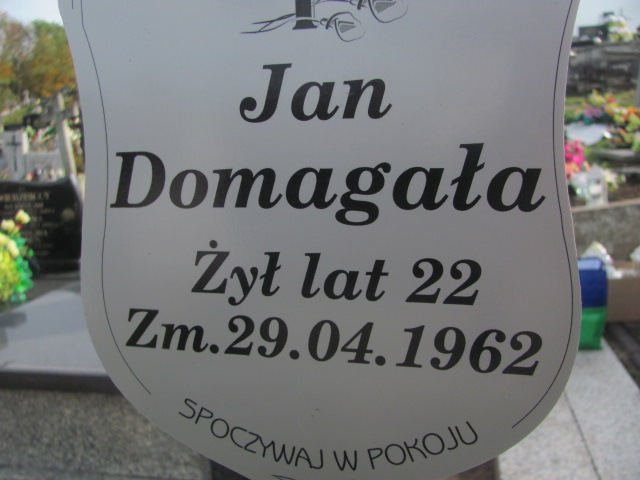 Jan
Domagała
Żył lat 22
Zm.29.04.1962
SPOCZYWAJ W POKOJU